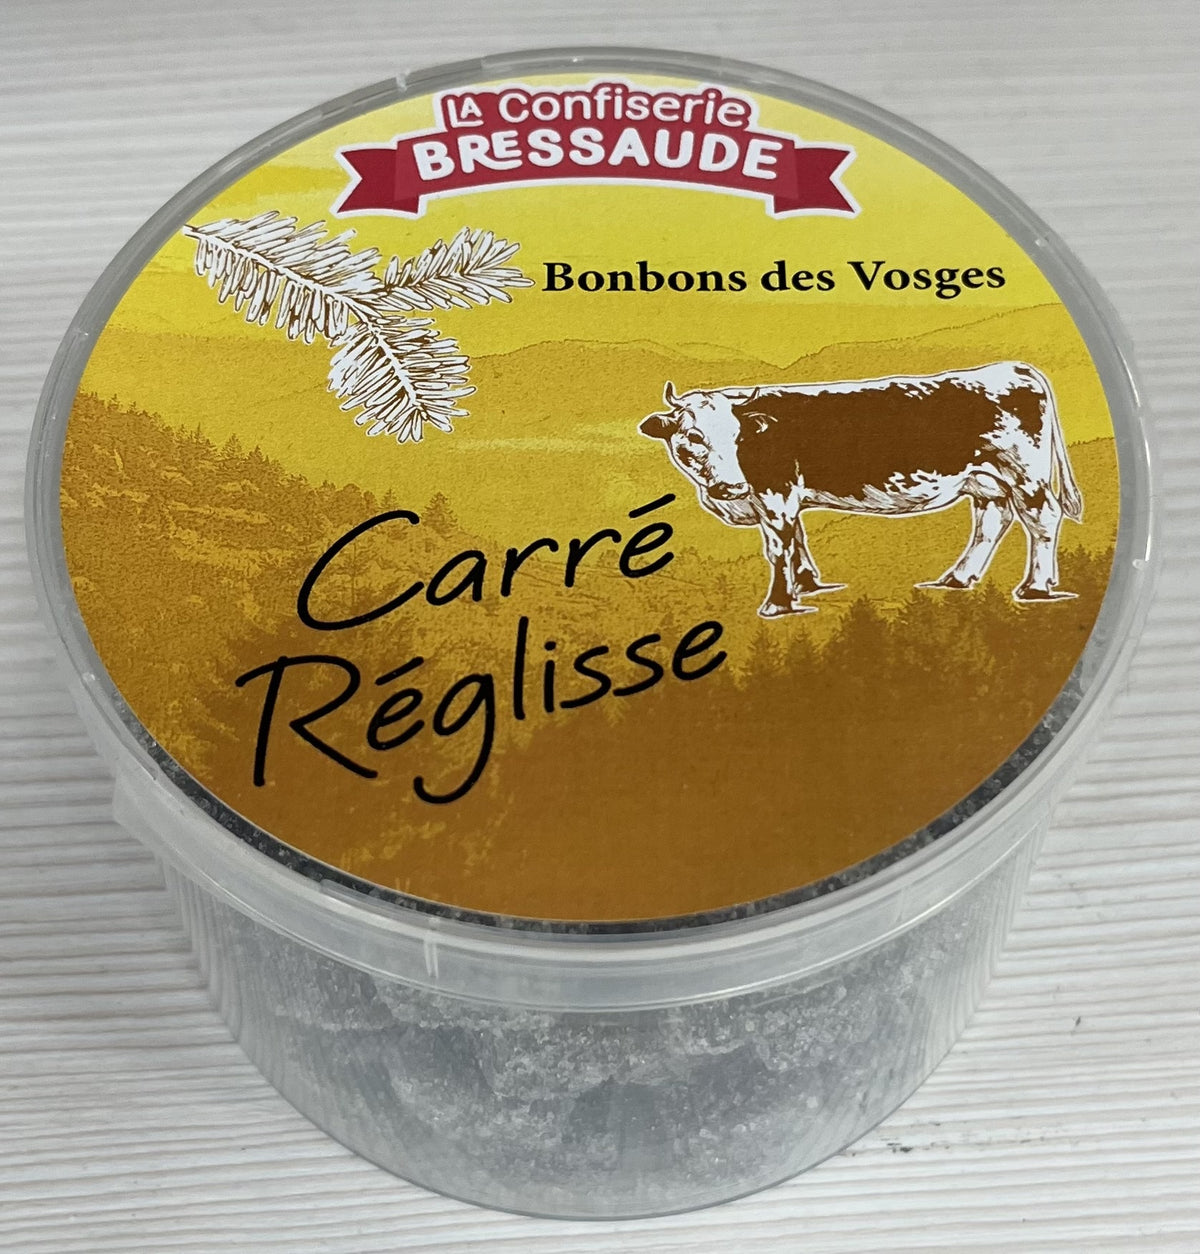 LA Confiserie
BRESSAUDE
Bonbons des Vosges
Carré
Réglisse